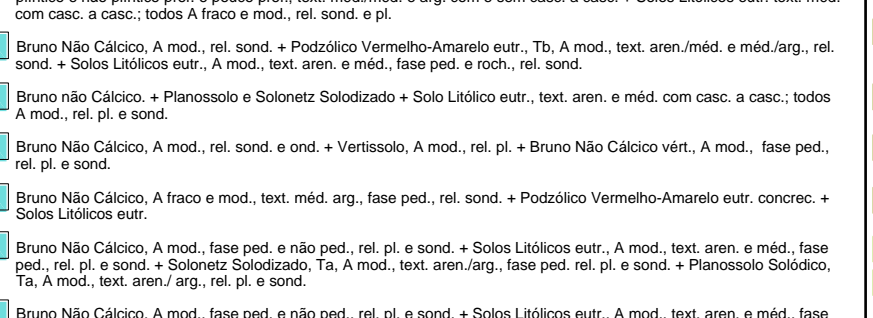 com casc. a casc.; todos A fraco e mod., rel. sond. e pl.
Bruno Não Cálcico, A mod., rel. sond. + Podzólico Vermelho-Amarelo eutr., Tb, A mod., text. aren./méd. e méd./arg., rel.
sond. + Solos Litólicos eutr., A mod., text. aren. e méd., fase ped. e roch., rel. sond.
Bruno não Cálcico. + Planossolo e Solonetz Solodizado + Solo Litólico eutr., text. aren. e méd. com casc. a casc.; todos
A mod., rel. pl. e sond.
Bruno Não Cálcico, A mod., rel. sond. e ond. + Vertissolo, A mod., rel. pl. + Bruno Não Cálcico vért., A mod., fase ped.,
rel. pl. e sond.
Bruno Não Cálcico, A fraco e mod., text. méd. arg., fase ped., rel. sond. + Podzólico Vermelho-Amarelo eutr. concrec. +
Solos Litólicos eutr.
Bruno Não Cálcico, A mod., fase ped. e não ped., rel. pl. e sond. + Solos Litólicos eutr., A mod., text. aren. e méd., fase
ped., rel. pl. e sond. + Solonetz Solodizado, Ta, A mod., text. aren./arg., fase ped. rel. pl. e sond. + Planossolo Solódico,
Ta, A mod., text. aren./ arg., rel. pl. e sond.
Bruno Não Cálcico, A mod., fase ped. e não ped., rel. pl. e sond. + Solos Litólicos eutr., A mod., text. aren. e méd., fase